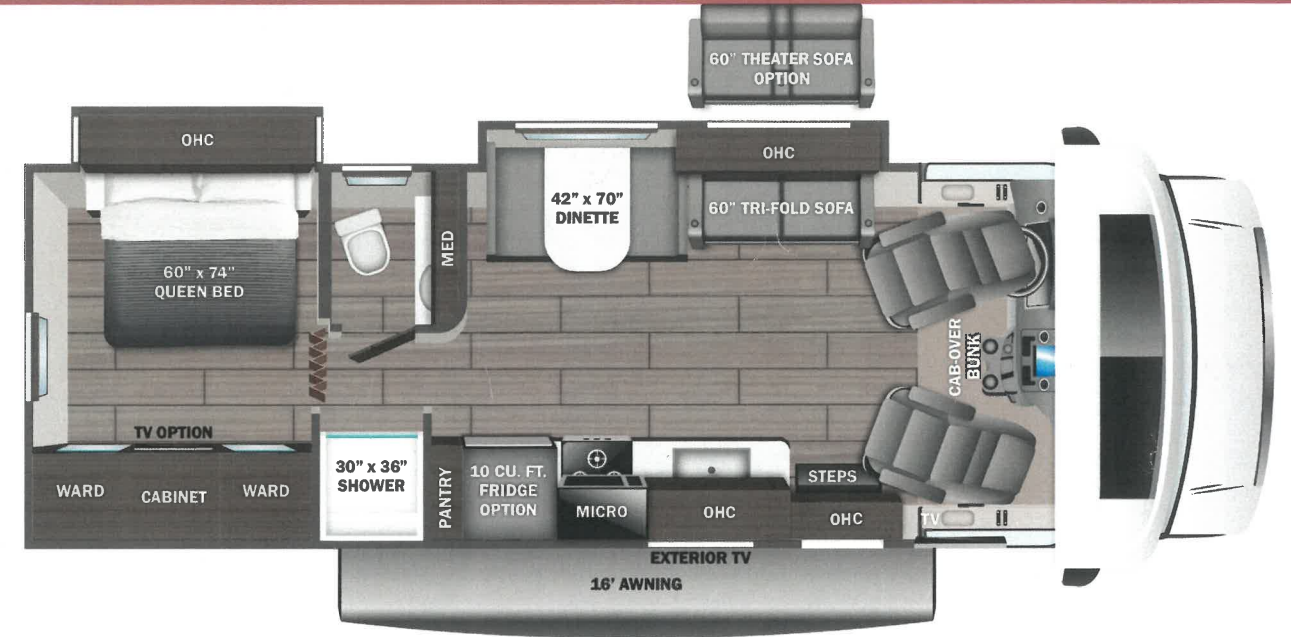 60" THEATER SOFA
OPTION
OHC
OHC
42" x 70"
DINETTE
60" TRI-FOLD SOFA
MED
60" x 74"
QUEEN BED
CAB-OVER
BUNK
TV OPTION
WARD
CABINET
WARD
30" x 36"
SHOWER
PANTRY
10 CU. FT.
FRIDGE
OPTION
MICRO
OHC
STEPS
OHC
TV
EXTERIOR TV
16' AWNING